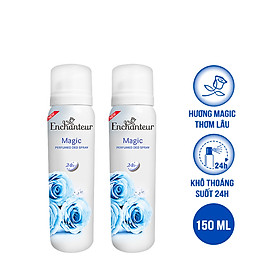 Enchanteur
Magic
PERFUMED DEO SPRAY
24h
Enchanteur
Magic
PERFUMED DEO SPRAY
24h
HƯƠNG MAGIC
THƠM LÂU
24h
KHÔ THOÁNG
SUỐT 24H
150 ML